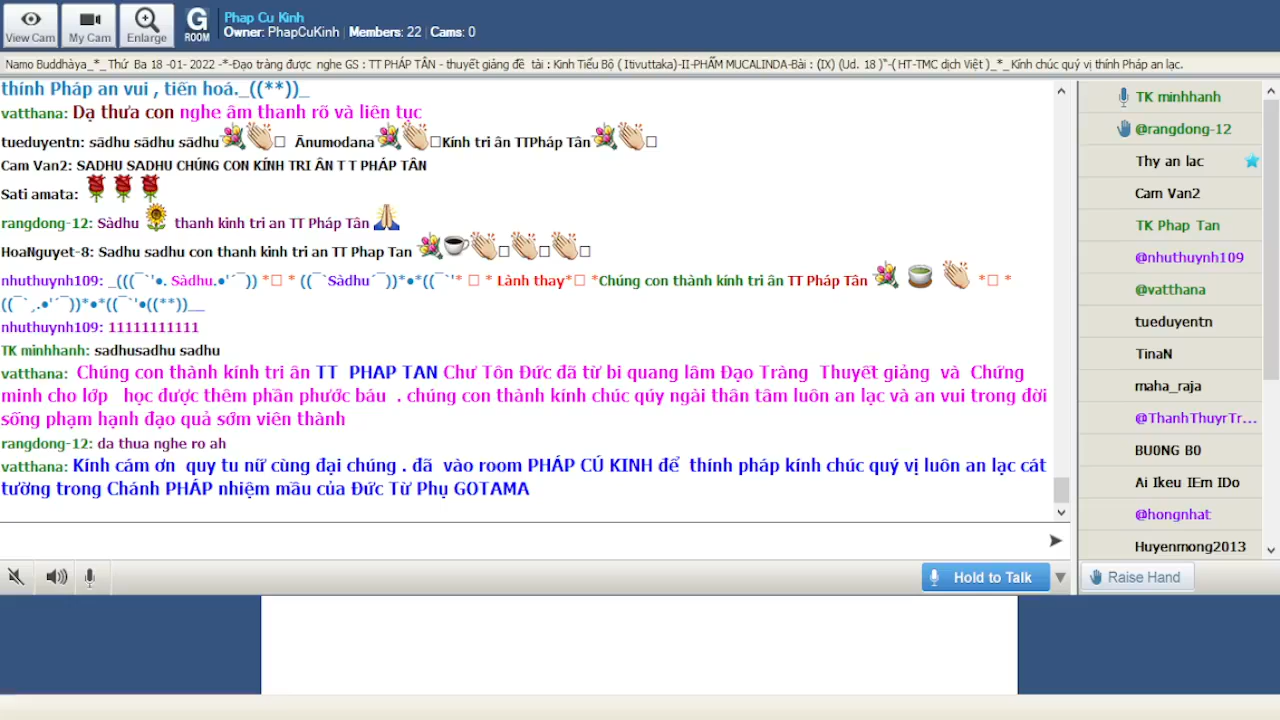 View Cam
My Cam
Enlarge
G
ROOM
Phap Cu Kinh
Owner: PhapCuKinh | Members: 22 | Cams: 0
Namo Buddhàya_*_Thứ Ba 18 -01- 2022 -*-Đạo tràng được nghe GS : TT PHÁP TÂN - thuyết giảng đề tài : Kinh Tiểu Bộ ( Itivuttaka)-II-PHẨM MUCALINDA-Bài : (IX) (Ud. 18 )"-( HT-TMC dịch Việt )_*_ Kính chúc quý vị thính Pháp an lạc.
thính Pháp an vui , tiến hoá._((**))_
vatthana: Dạ thưa con nghe âm thanh rõ và liên tục
tueduyentn: sādhu sādhu sādhu Ānumodana Kính tri ân TTPháp Tân
Cam Van2: SADHU SADHU CHÚNG CON KÍNH TRI ÂN T T PHÁP TÂN
Sati amata:
rangdong-12: Sàdhu thanh kinh tri an TT Pháp Tân
HoaNguyet-8: Sadhu sadhu con thanh kinh tri an TT Phap Tan
nhuthuynh109: _(((¯`'•. Sàdhu.•'´¯)) * * ((¯`Sàdhu´¯))*•*((¯`'* * Lành thay* *Chúng con thành kính tri ân TT Pháp Tân * *
((¯`¸.•'´¯))*•*((¯`'•((**))__
nhuthuynh109: 11111111111
TK minhhanh: sadhusadhu sadhu
vatthana: Chúng con thành kính tri ân TT PHAP TAN Chư Tôn Đức đã từ bi quang lâm Đạo Tràng Thuyết giảng và Chứng
minh cho lớp học được thêm phần phước báu . chúng con thành kính chúc qúy ngài thân tâm luôn an lạc và an vui trong đời
sống phạm hạnh đạo quả sớm viên thành
rangdong-12: da thua nghe ro ah
vatthana: Kính cám ơn quy tu nữ cùng đại chúng . đã vào room PHÁP CÚ KINH để thính pháp kính chúc quý vị luôn an lạc cát
tường trong Chánh PHÁP nhiệm mầu của Đức Từ Phụ GOTAMA
Hold to Talk
TK minhhanh
@rangdong-12
Thy an lac
Cam Van2
TK Phap Tan
@nhuthuynh109
@vatthana
tueduyentn
TinaN
maha_raja
@ThanhThuyrTr...
BU0NG B0
Ai Ikeu IEm IDo
@hongnhat
Huyenmong2013
Raise Hand